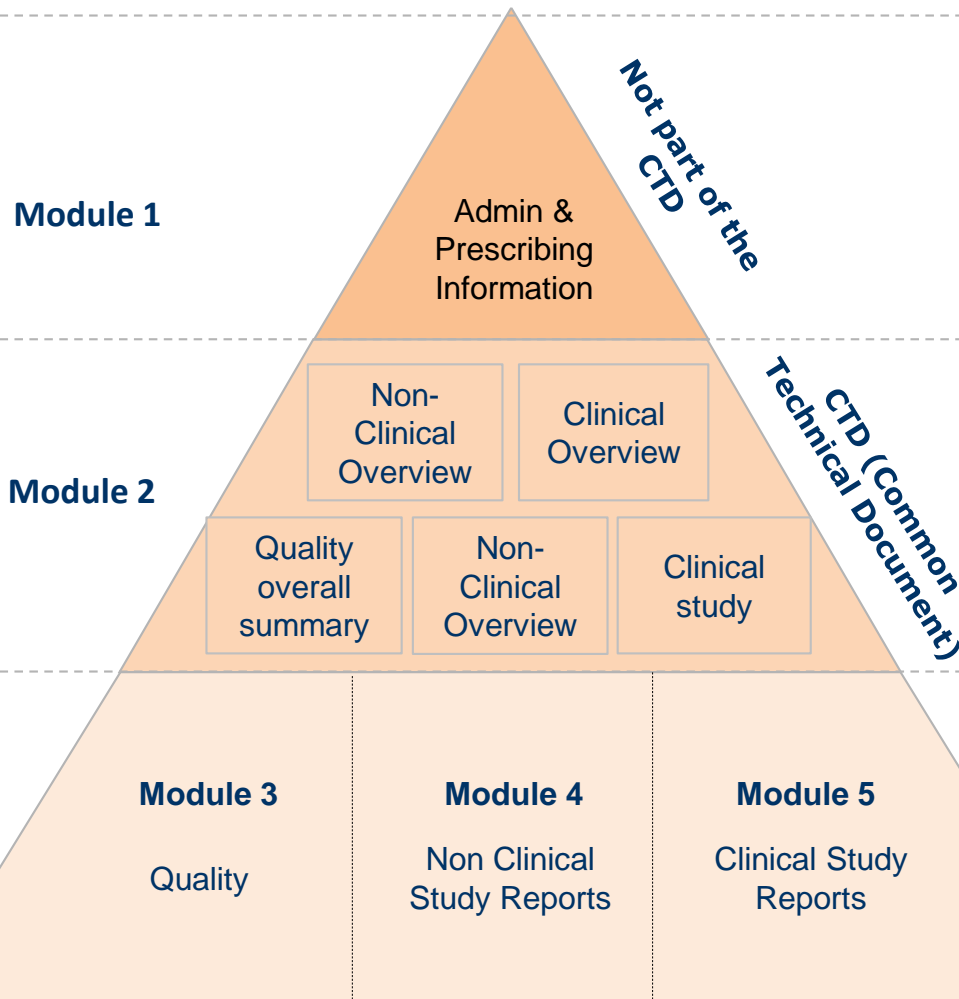 Not part of the
CTD
Module 1
Admin &
Prescribing
Information
CTD (Common
Technical Document)
Module 2
Non-
Clinical
Overview
Clinical
Overview
Quality
overall
summary
Non-
Clinical
Overview
Clinical
study
Module 3
Quality
Module 4
Non Clinical
Study Reports
Module 5
Clinical Study
Reports